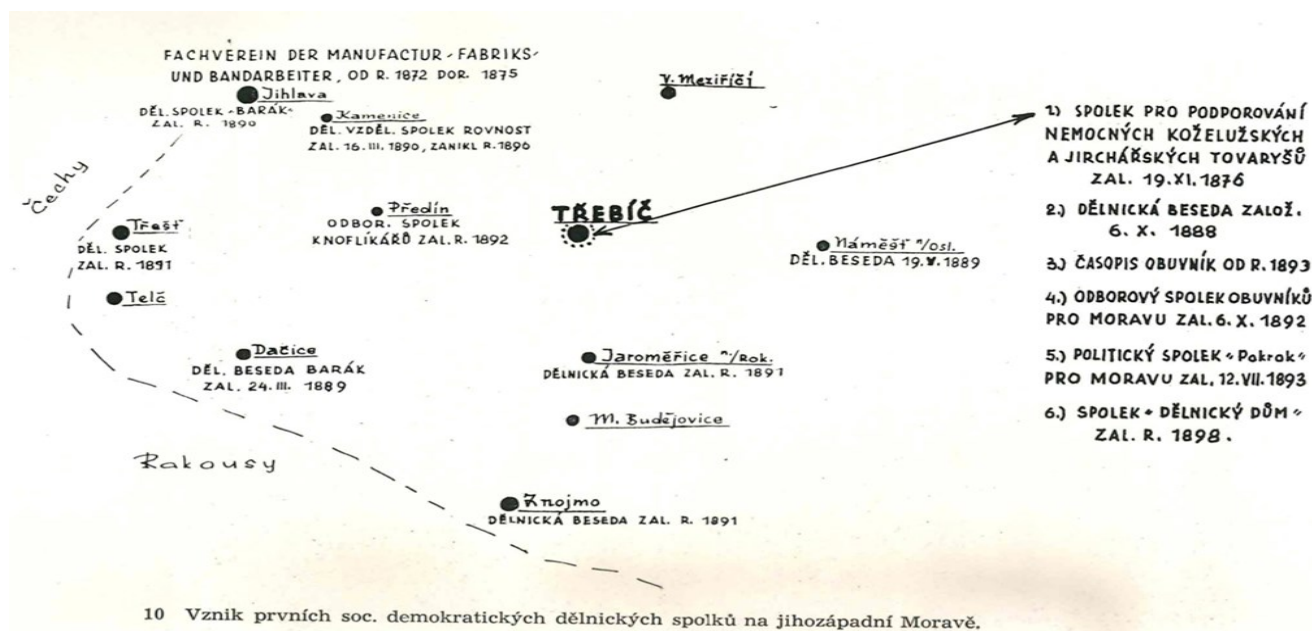 FACHVEREIN DER MANUFACTUR-FABRIKS-
UND BANDARBEITER, OD R. 1872 DO R. 1875
Jihlava
DĚL. SPOLEK "BARÁK"
ZAL. R. 1890
Kamenice
DĚL. VZDĚL. SPOLEK ROVNOST
ZAL. 16.III.1890, ZANIKL R.1896
V. Meziříčí
Čechy
Třešť
DĚL. SPOLEK
ZAL. R. 1891
Předín
ODBOR. SPOLEK
KNOFLÍKÁŘŮ ZAL. R. 1892
TŘEBÍČ
Náměšť n/osl.
DĚL. BESEDA 19.V.1889
Telč
Dačice
DĚL. BESEDA BARÁK
ZAL. 24.III. 1889
Jaroměřice n./Rok.
DĚLNICKÁ BESEDA ZAL. R. 1891
M. Budějovice
Rakousy
Znojmo
DĚLNICKÁ BESEDA ZAL. R. 1891
1.) SPOLEK PRO PODPOROVÁNÍ
NEMOCNÝCH KOŽELUŽSKÝCH
A JIRCHÁŘSKÝCH TOVARYŠŮ
ZAL. 19.XI.1876
2.) DĚLNICKÁ BESEDA ZALOŽ.
6. X. 1888
3.) ČASOPIS OBUVNÍK OD R. 1893
4.) ODBOROVÝ SPOLEK OBUVNÍKŮ
PRO MORAVU ZAL. 6. X. 1892
5.) POLITICKÝ SPOLEK "Pokrok"
PRO MORAVU ZAL. 12.VII.1893
6.) SPOLEK "DĚLNICKÝ DŮM"
ZAL. R. 1898.
10 Vznik prvních soc. demokratických dělnických spolků na jihozápadní Moravě.